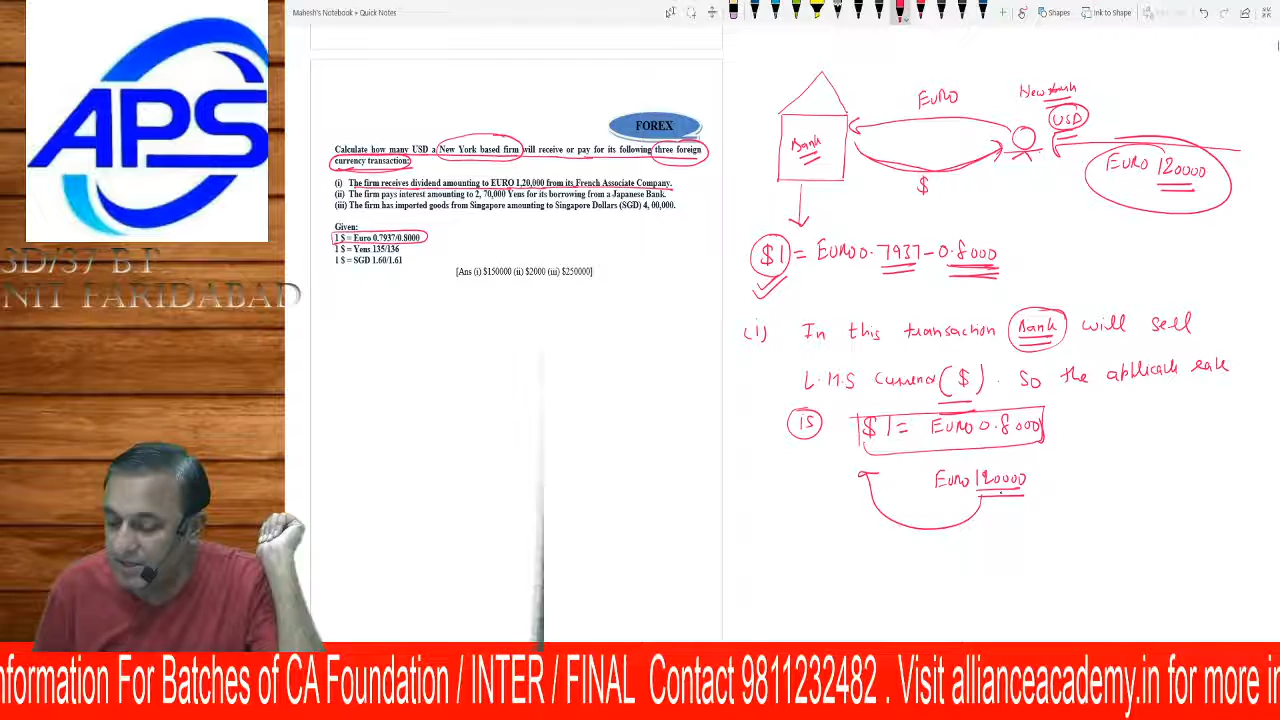 Mahesh's Notebook » Quick Notes
Shapes
Ink to Shape
APS
3D/37 B.I.
NIT FARIDABAD
FOREX
Calculate how many USD a New York based firm will receive or pay for its following three foreign
currency transaction:
(i) The firm receives dividend amounting to EURO 1,20,000 from its French Associate Company.
(ii) The firm pays interest amounting to 2, 70,000 Yens for its borrowing from a Japanese Bank.
(iii) The firm has imported goods from Singapore amounting to Singapore Dollars (SGD) 4, 00,000.
Given:
1 $ = Euro 0.7937/0.8000
1 $ = Yens 135/136
1 $ = SGD 1.60/1.61
[Ans (i) $150000 (ii) $2000 (iii) $250000]
Bank
EURO
$
USD
EURO 120000
$1 = EURO 0.7937 - 0.8000
(i) In this transaction Bank will sell
L.H.S currency ($). So the
is $1 = EURO 0.8000
EURO 120000
nformation For Batches of CA Foundation / INTER / FINAL Contact 9811232482 . Visit allianceacademy.in for more in